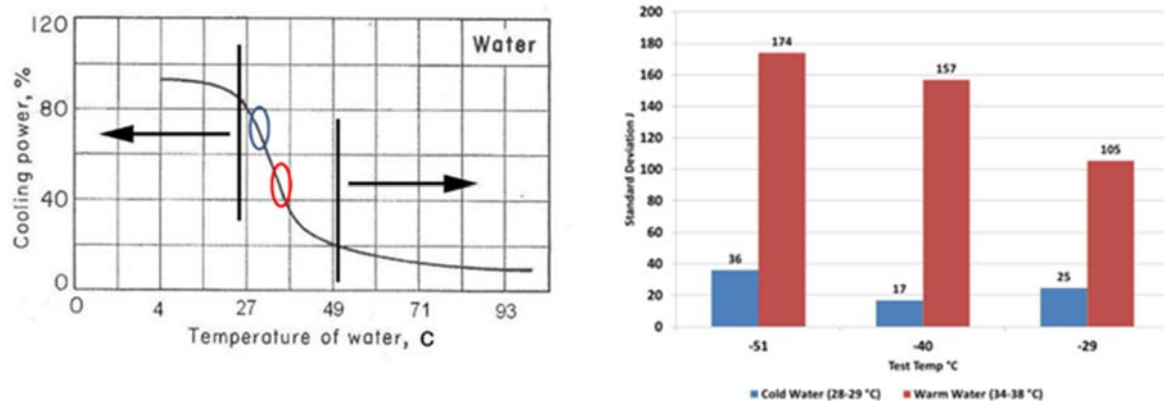 120
80
40
0
Cooling power, %
Water
0 4 27 49 71 93
Temperature of water, C
200
180
160
140
120
100
80
60
40
20
0
Standard Deviation J
36
174
17
157
25
105
-51 -40 -29
Test Temp °C
Cold Water (28-29 °C) Warm Water (34-38 °C)